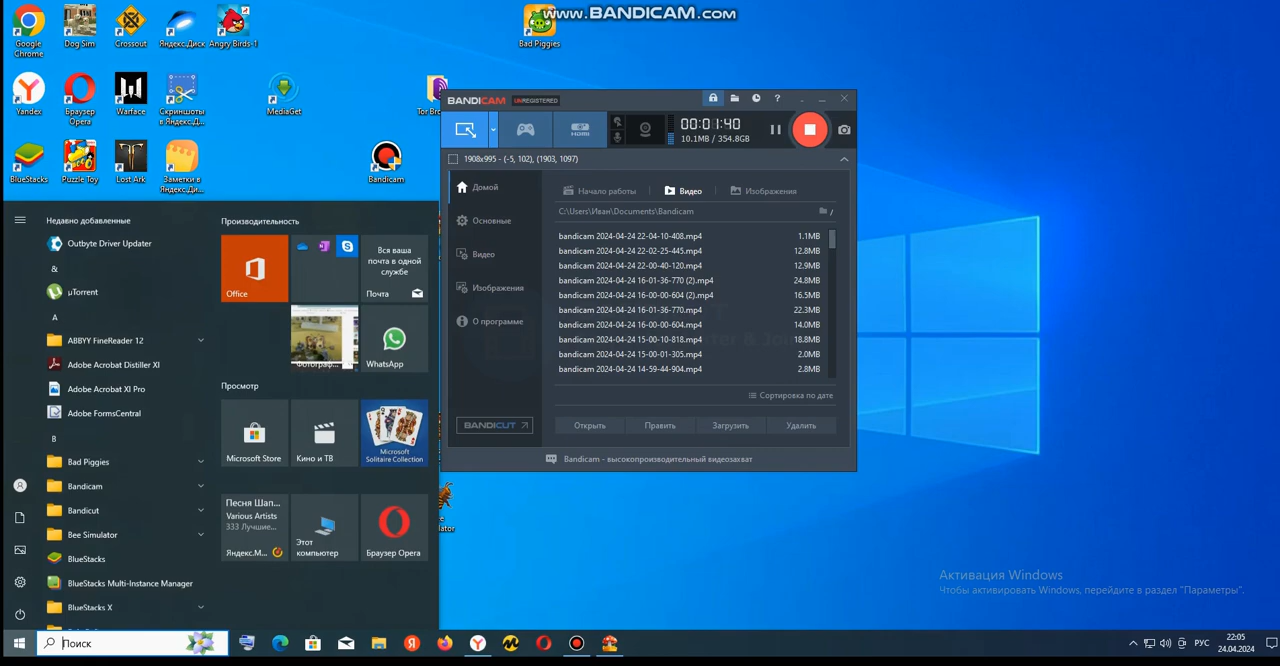 www.BANDICAM.com
Google Chrome
Dog Sim
Crossout
Яндекс.Диск
Angry Birds-1
Bad Piggies
Yandex
Браузер Opera
Warface
Скриншоты в Яндекс.Д...
MediaGet
Tor Bro
BlueStacks
Puzzle Toy
Lost Ark
Заметки в Яндекс.Ди...
Bandicam
BANDICAM UNREGISTERED
HDMI
00:01:40
10.1MB / 354.8GB
1908x995 - (-5, 102), (1903, 1097)
Домой
Основные
Видео
Изображения
О программе
BANDICUT
Начало работы
Видео
Изображения
C:\Users\Иван\Documents\Bandicam
bandicam 2024-04-24 22-04-10-408.mp4 1.1MB
bandicam 2024-04-24 22-02-25-445.mp4 12.8MB
bandicam 2024-04-24 22-00-40-120.mp4 12.9MB
bandicam 2024-04-24 16-01-36-770 (2).mp4 24.8MB
bandicam 2024-04-24 16-00-00-604 (2).mp4 16.5MB
bandicam 2024-04-24 16-01-36-770.mp4 22.3MB
bandicam 2024-04-24 16-00-00-604.mp4 14.0MB
bandicam 2024-04-24 15-00-10-818.mp4 18.8MB
bandicam 2024-04-24 15-00-01-305.mp4 2.0MB
bandicam 2024-04-24 14-59-44-904.mp4 2.8MB
Сортировка по дате
Открыть
Править
Загрузить
Удалить
Bandicam - высокопроизводительный видеозахват
Недавно добавленные
Outbyte Driver Updater
&
µTorrent
A
ABBYY FineReader 12
Adobe Acrobat Distiller XI
Adobe Acrobat XI Pro
Adobe FormsCentral
B
Bad Piggies
Bandicam
Bandicut
Bee Simulator
BlueStacks
BlueStacks Multi-Instance Manager
BlueStacks X
Производительность
Office
Вся ваша почта в одной службе
Почта
Фотограф...
WhatsApp
Просмотр
Microsoft Store
Кино и ТВ
Microsoft Solitaire Collection
Песня Шап...
Various Artists
333 Лучшие...
Яндекс.М...
Этот компьютер
Браузер Opera
Активация Windows
Чтобы активировать Windows, перейдите в раздел "Параметры".
Поиск
РУС
22:05
24.04.2024